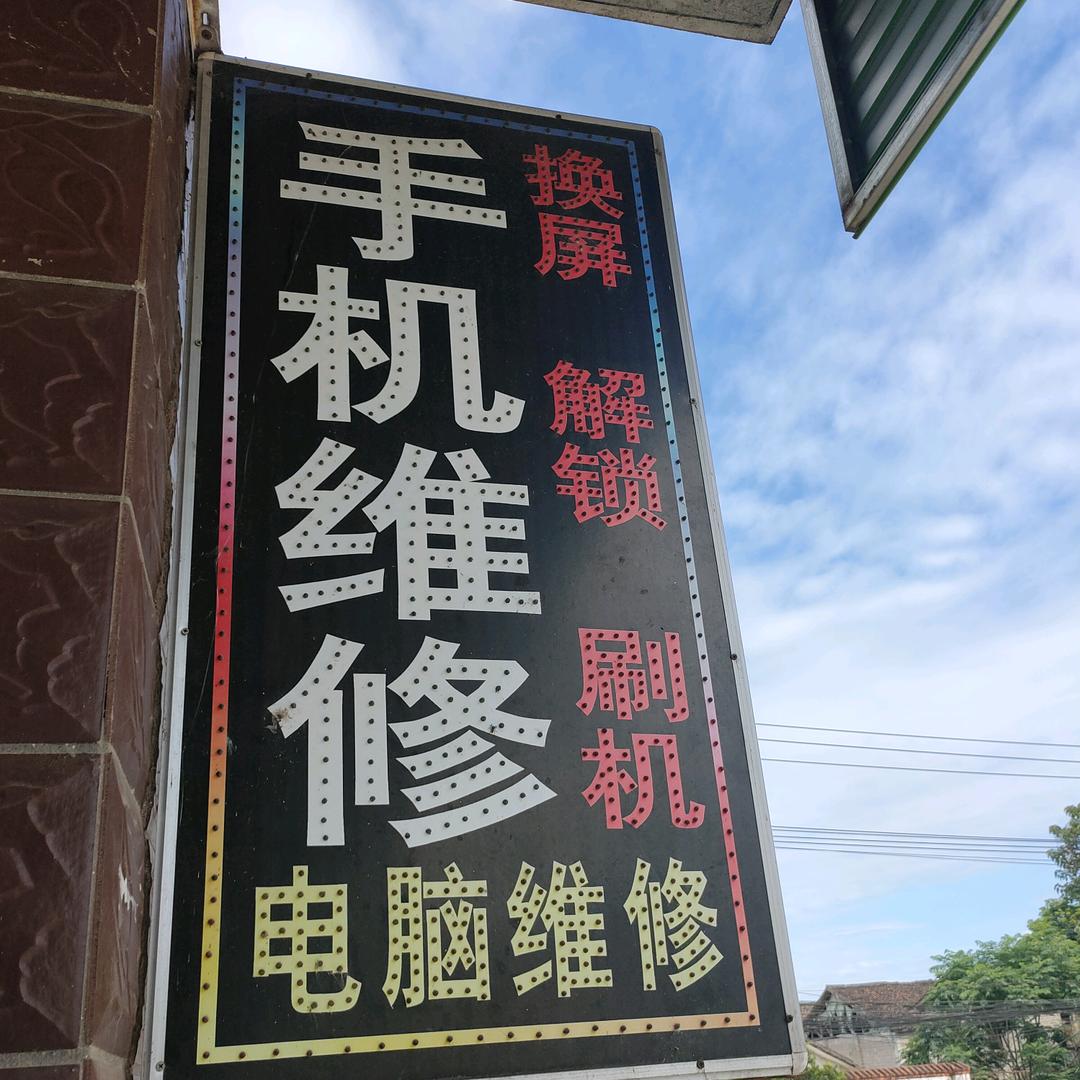 手机维修
换屏 解锁 刷机
电脑维修